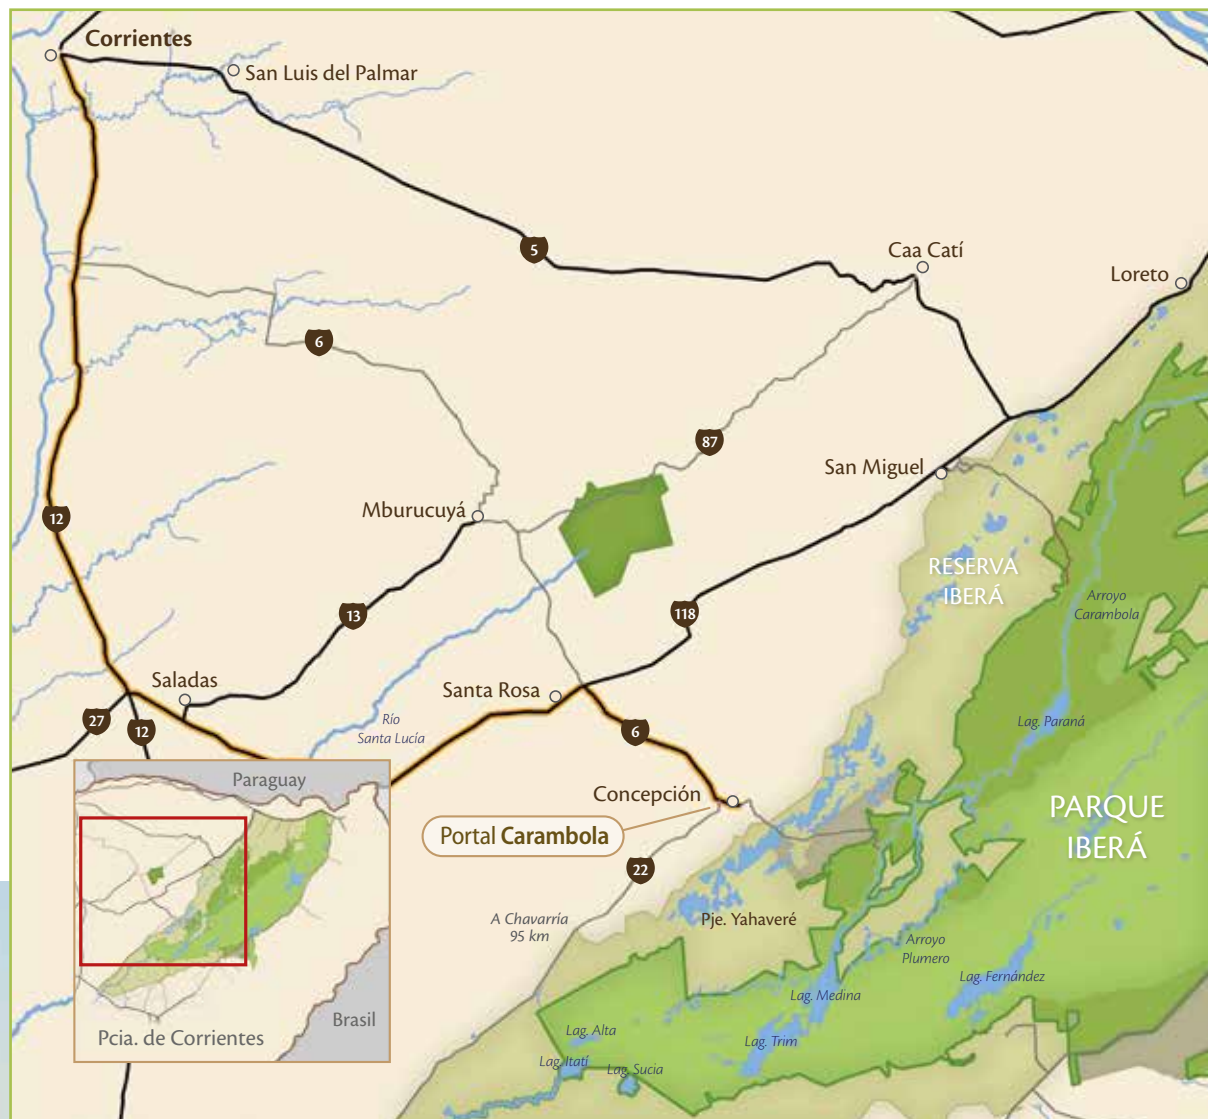 Corrientes
San Luis del Palmar
5
Caa Catí
Loreto
6
87
San Miguel
12
Mburucuyá
RESERVA
IBERÁ
13
118
Arroyo
Carambola
Saladas
Santa Rosa
27
12
Río
Santa Lucía
6
Lag. Paraná
Concepción
Portal Carambola
PARQUE
IBERÁ
22
A Chavarría
95 km
Pje. Yahaveré
Arroyo
Plumero
Lag. Fernández
Lag. Medina
Lag. Alta
Lag. Trim
Lag. Itatí
Lag. Sucia
Paraguay
Brasil
Pcia. de Corrientes